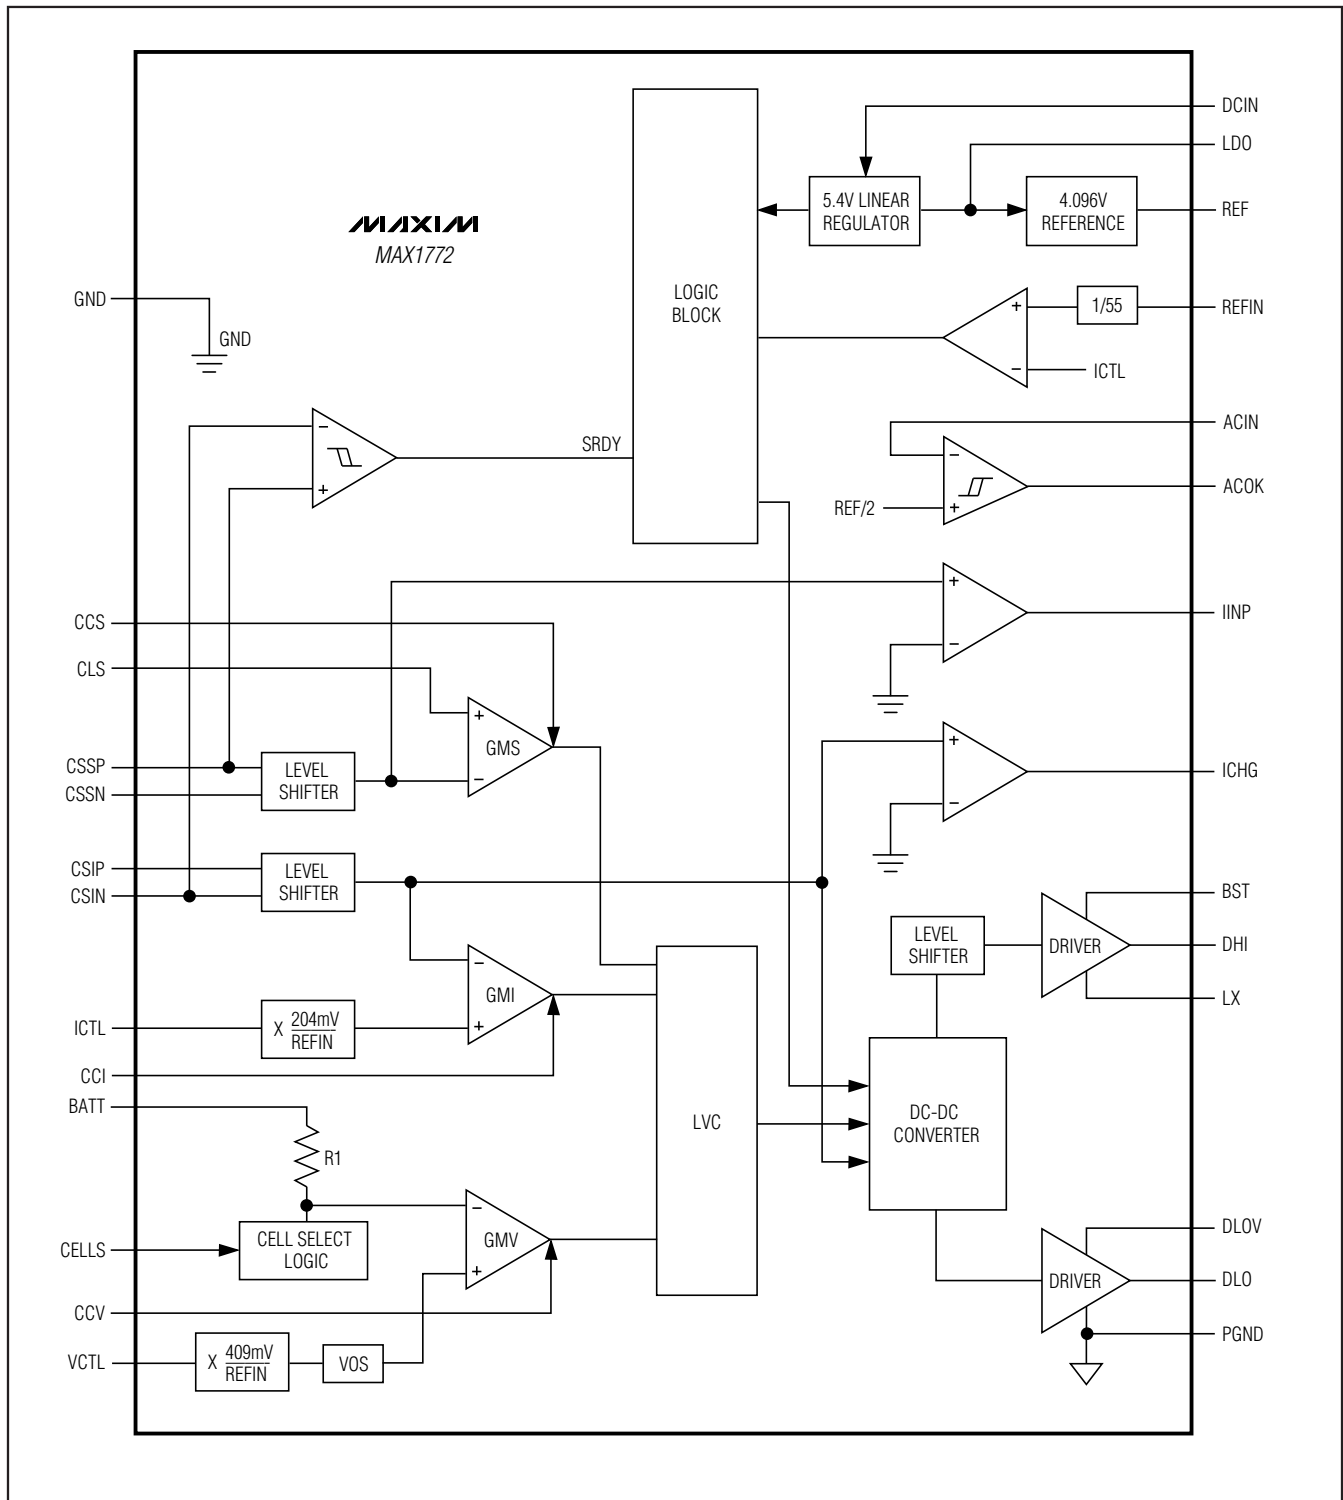 DCIN
LDO
5.4V LINEAR
REGULATOR
4.096V
REFERENCE
REF
MAXIM
MAX1772
LOGIC
BLOCK
GND
GND
+
1/55
REFIN
−
ICTL
ACIN
−
+
SRDY
−
REF/2
+
ACOK
+
−
IINP
CCS
CLS
+
GMS
−
CSSP
CSSN
LEVEL
SHIFTER
+
−
ICHG
CSIP
CSIN
LEVEL
SHIFTER
BST
LEVEL
SHIFTER
DRIVER
DHI
LX
−
GMI
+
ICTL
X 204mV
REFIN
CCI
BATT
R1
LVC
DC-DC
CONVERTER
CELLS
CELL SELECT
LOGIC
−
GMV
+
DLOV
DRIVER
DLO
PGND
CCV
VCTL
X 409mV
REFIN
VOS